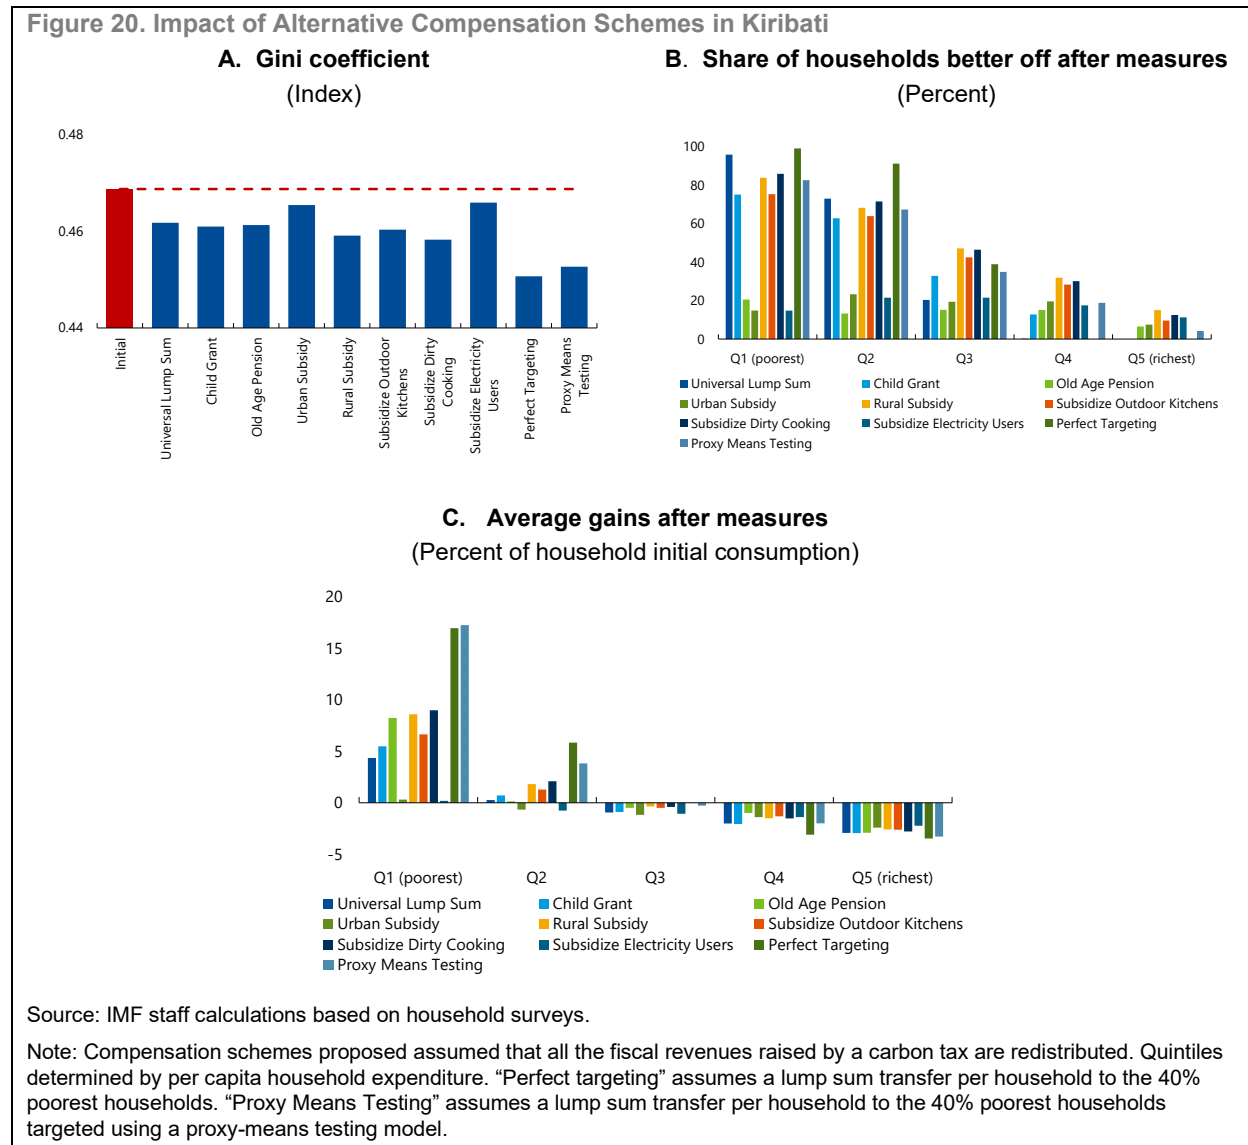 Figure 20. Impact of Alternative Compensation Schemes in Kiribati
A. Gini coefficient
(Index)
0.48
0.46
0.44
Initial
Universal Lump Sum
Child Grant
Old Age Pension
Urban Subsidy
Rural Subsidy
Subsidize Outdoor
Kitchens
Subsidize Dirty
Cooking
Subsidize Electricity
Users
Perfect Targeting
Proxy Means
Testing
B. Share of households better off after measures
(Percent)
100
80
60
40
20
0
Q1 (poorest) Q2 Q3 Q4 Q5 (richest)
Universal Lump Sum Child Grant Old Age Pension
Urban Subsidy Rural Subsidy Subsidize Outdoor Kitchens
Subsidize Dirty Cooking Subsidize Electricity Users Perfect Targeting
Proxy Means Testing
C. Average gains after measures
(Percent of household initial consumption)
20
15
10
5
0
-5
Q1 (poorest) Q2 Q3 Q4 Q5 (richest)
Universal Lump Sum Child Grant Old Age Pension
Urban Subsidy Rural Subsidy Subsidize Outdoor Kitchens
Subsidize Dirty Cooking Subsidize Electricity Users Perfect Targeting
Proxy Means Testing
Source: IMF staff calculations based on household surveys.
Note: Compensation schemes proposed assumed that all the fiscal revenues raised by a carbon tax are redistributed. Quintiles
determined by per capita household expenditure. “Perfect targeting” assumes a lump sum transfer per household to the 40%
poorest households. “Proxy Means Testing” assumes a lump sum transfer per household to the 40% poorest households
targeted using a proxy-means testing model.